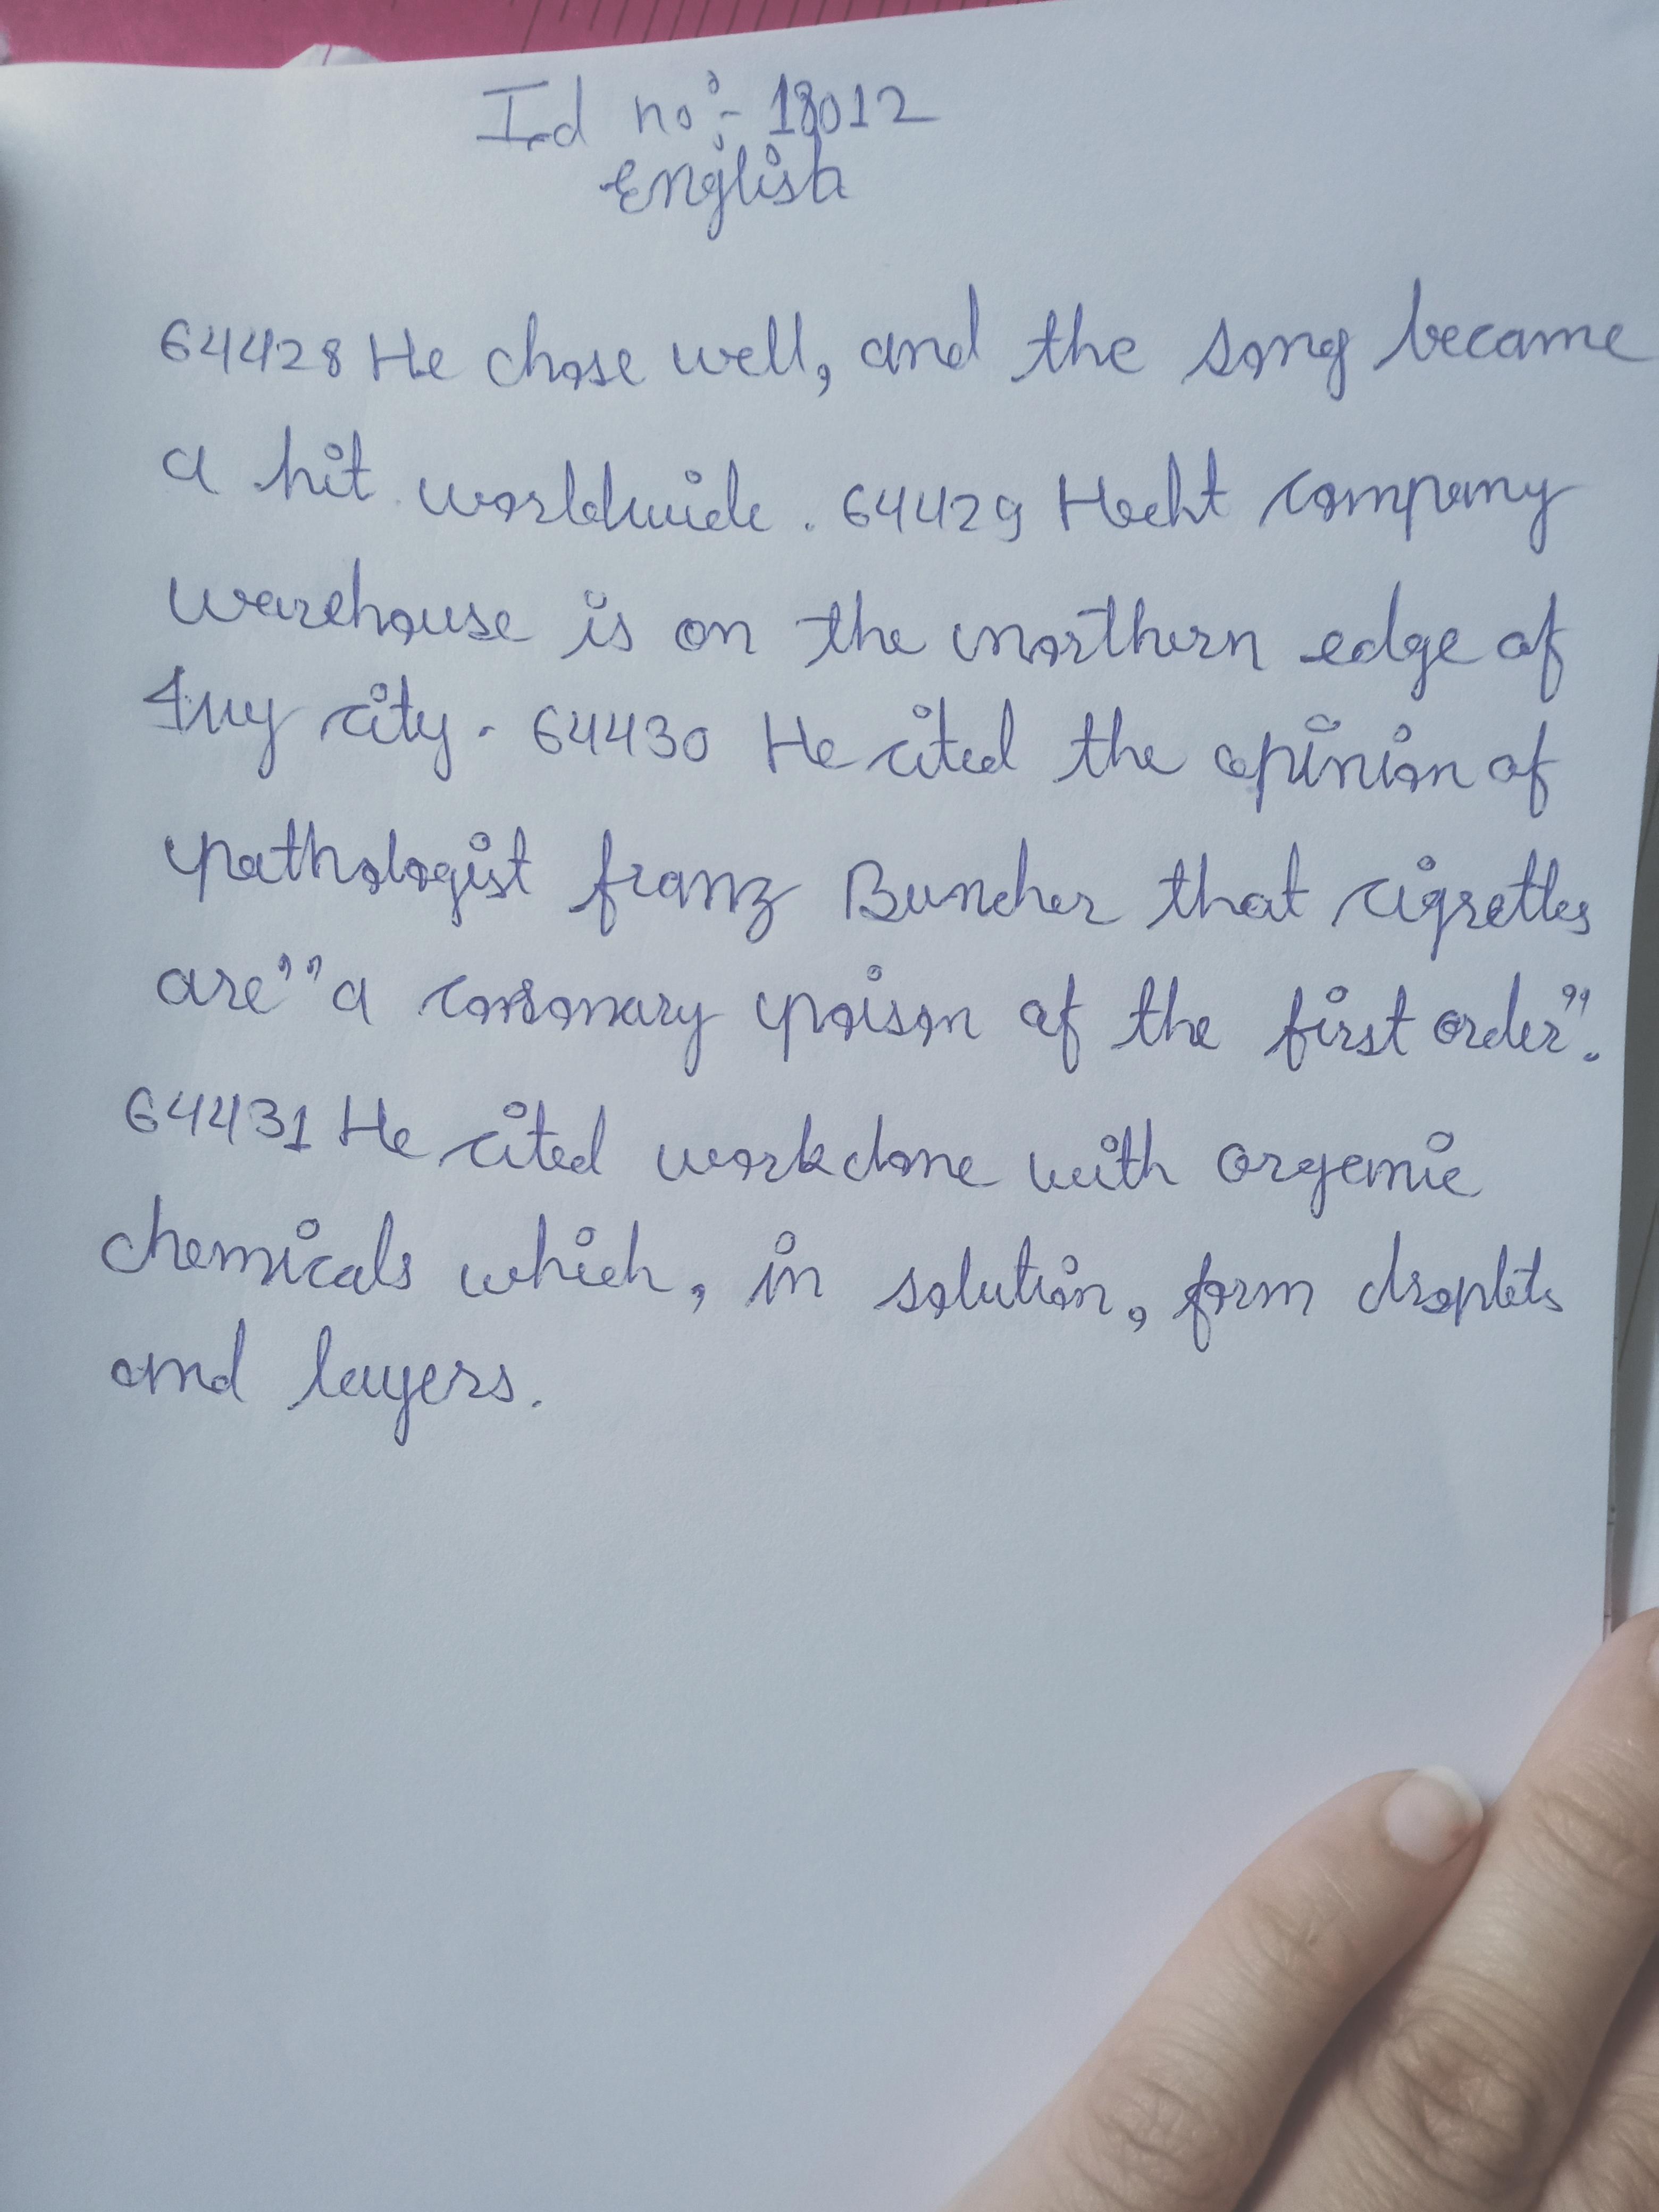 Id no:- 18012
English
64428 He chose well, and the song became
a hit worldwide. 64429 Hecht company
warehouse is on the northern edge of
Ivy city. 64430 He cited the opinion of
pathologist franz Buncher that cigrettes
are" "a coronary poison of the first order".
64431 He cited work done with organic
chemicals which, in solution, form droplets
and layers.